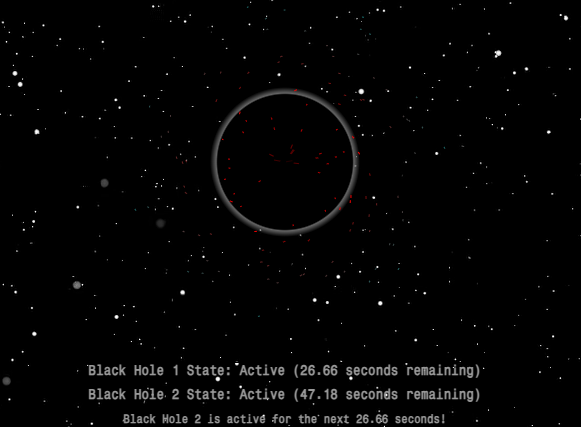 Black Hole 1 State: Active (26.66 seconds remaining)
Black Hole 2 State: Active (47.18 seconds remaining)
Black Hole 2 is active for the next 26.66 seconds!